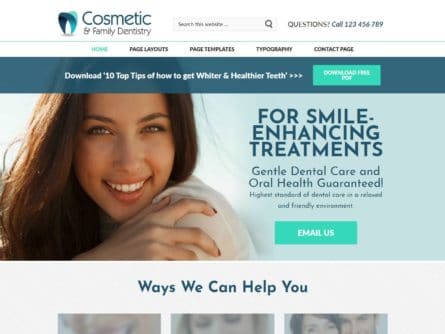 Cosmetic
& Family Dentistry
Search this website ...
QUESTIONS? Call 123 456 789
HOME PAGE LAYOUTS PAGE TEMPLATES TYPOGRAPHY CONTACT PAGE
Download '10 Top Tips of how to get Whiter & Healthier Teeth' >>>
DOWNLOAD FREE
PDF
FOR SMILE-
ENHANCING
TREATMENTS
Gentle Dental Care and
Oral Health Guaranteed!
Highest standard of dental care in a relaxed
and friendly environment.
EMAIL US
Ways We Can Help You